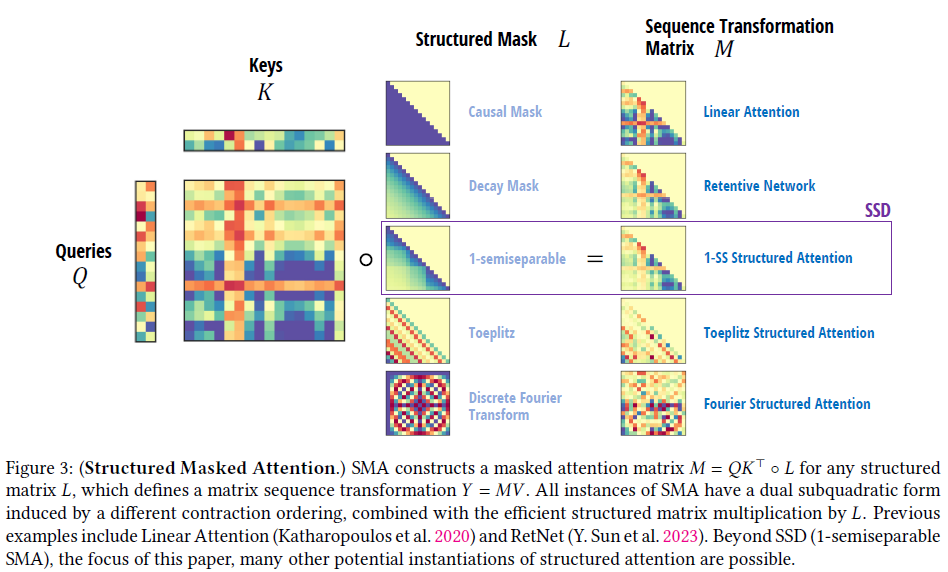 Structured Mask L
Sequence Transformation
Matrix M
Keys
K
Queries
Q
Causal Mask
Linear Attention
Decay Mask
Retentive Network
SSD
1-semiseparable
=
1-SS Structured Attention
Toeplitz
Toeplitz Structured Attention
Discrete Fourier
Transform
Fourier Structured Attention
Figure 3: (Structured Masked Attention.) SMA constructs a masked attention matrix M = QK⊤ ∘ L for any structured
matrix L, which defines a matrix sequence transformation Y = MV. All instances of SMA have a dual subquadratic form
induced by a different contraction ordering, combined with the efficient structured matrix multiplication by L. Previous
examples include Linear Attention (Katharopoulos et al. 2020) and RetNet (Y. Sun et al. 2023). Beyond SSD (1-semiseparable
SMA), the focus of this paper, many other potential instantiations of structured attention are possible.